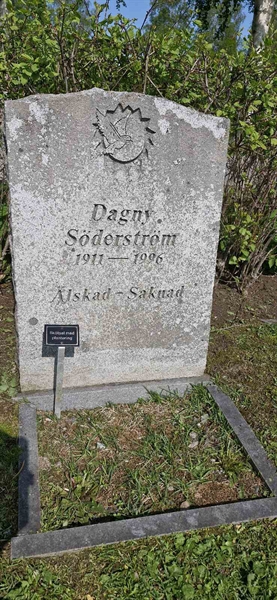 Dagny
Söderström
1911 — 1996
Älskad - Saknad